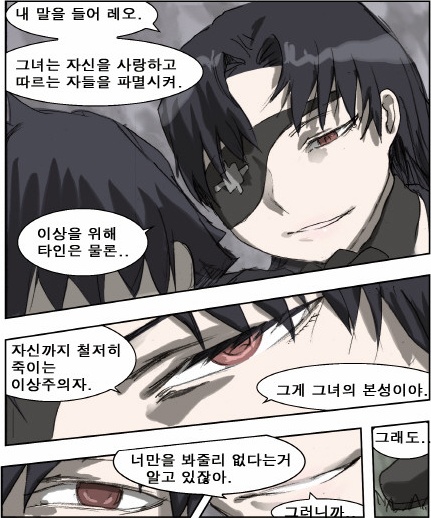 내 말을 들어 레오.
그녀는 자신을 사랑하고
따르는 자들을 파멸시켜.
이상을 위해
타인은 물론..
자신까지 철저히
죽이는
이상주의자.
그게 그녀의 본성이야.
그래도..
너만을 봐줄리 없다는거
알고 있잖아.
그러니까..